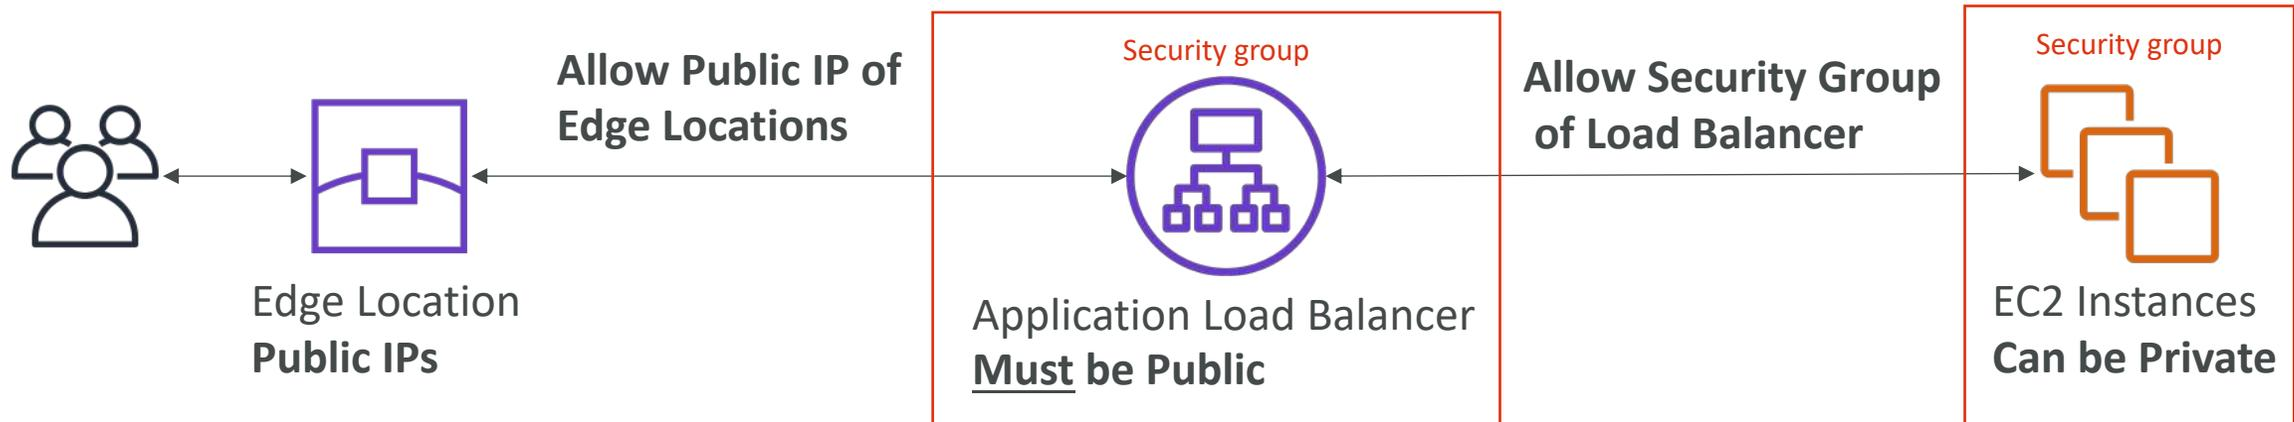 Allow Public IP of
Edge Locations
Security group
Allow Security Group
of Load Balancer
Security group
Edge Location
Public IPs
Application Load Balancer
Must be Public
EC2 Instances
Can be Private